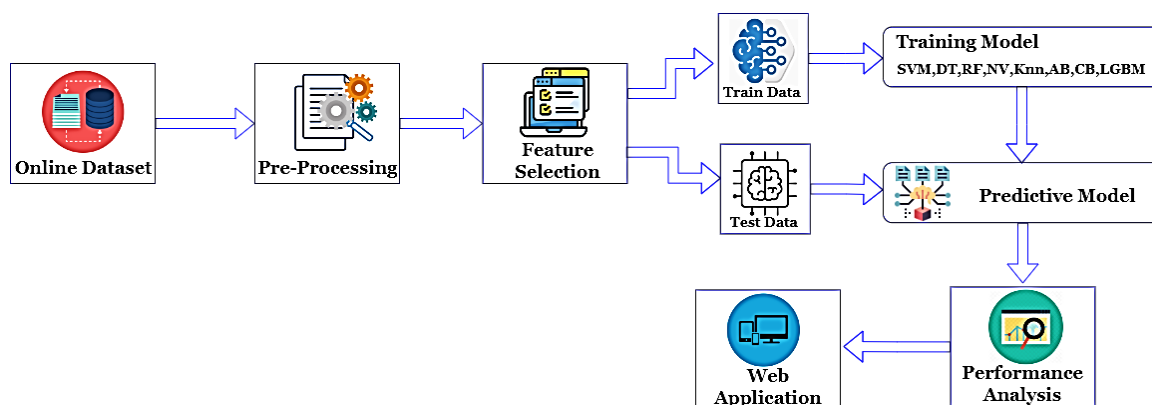 Online Dataset
Pre-Processing
Feature
Selection
Train Data
Test Data
Training Model
SVM,DT,RF,NV,Knn,AB,CB,LGBM
Predictive Model
Performance
Analysis
Web
Application